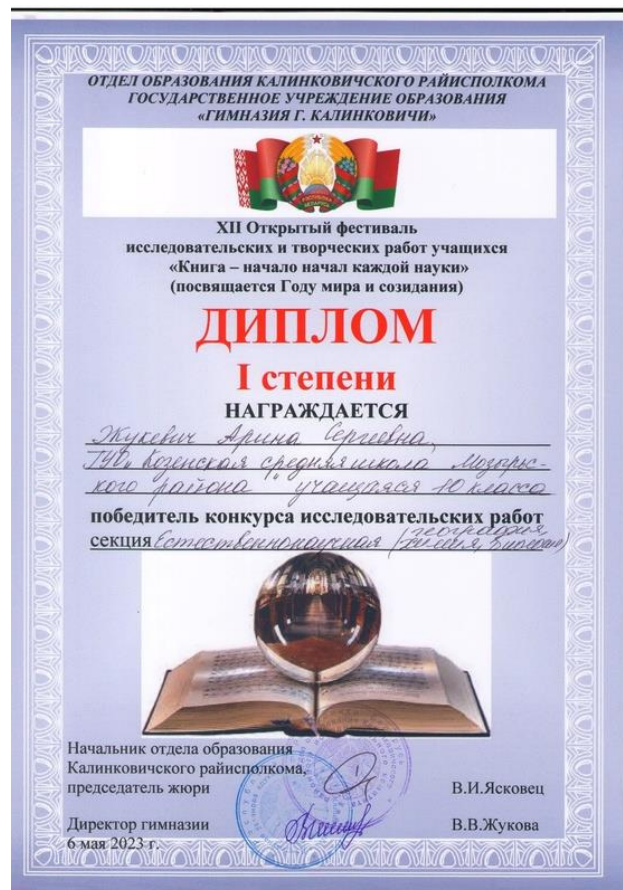 ОТДЕЛ ОБРАЗОВАНИЯ КАЛИНКОВИЧСКОГО РАЙИСПОЛКОМА
ГОСУДАРСТВЕННОЕ УЧРЕЖДЕНИЕ ОБРАЗОВАНИЯ
«ГИМНАЗИЯ Г. КАЛИНКОВИЧИ»
XII Открытый фестиваль
исследовательских и творческих работ учащихся
«Книга – начало начал каждой науки»
(посвящается Году мира и созидания)
ДИПЛОМ
I степени
НАГРАЖДАЕТСЯ
Жукевич Арина Сергеевна,
ГУО „Козенская средняя школа Мозырь-
кого района" учащаяся 10 класса
победитель конкурса исследовательских работ
секция Естественнонаучная (география,
химия, биология)
Начальник отдела образования
Калинковичского райисполкома,
председатель жюри В.И.Ясковец
Директор гимназии В.В.Жукова
6 мая 2023 г.